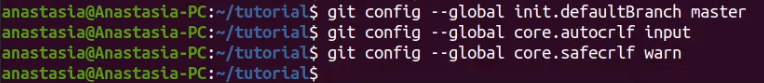 anastasia@Anastasia-PC:~/tutorial$ git config --global init.defaultBranch master
anastasia@Anastasia-PC:~/tutorial$ git config --global core.autocrlf input
anastasia@Anastasia-PC:~/tutorial$ git config --global core.safecrlf warn
anastasia@Anastasia-PC:~/tutorial$